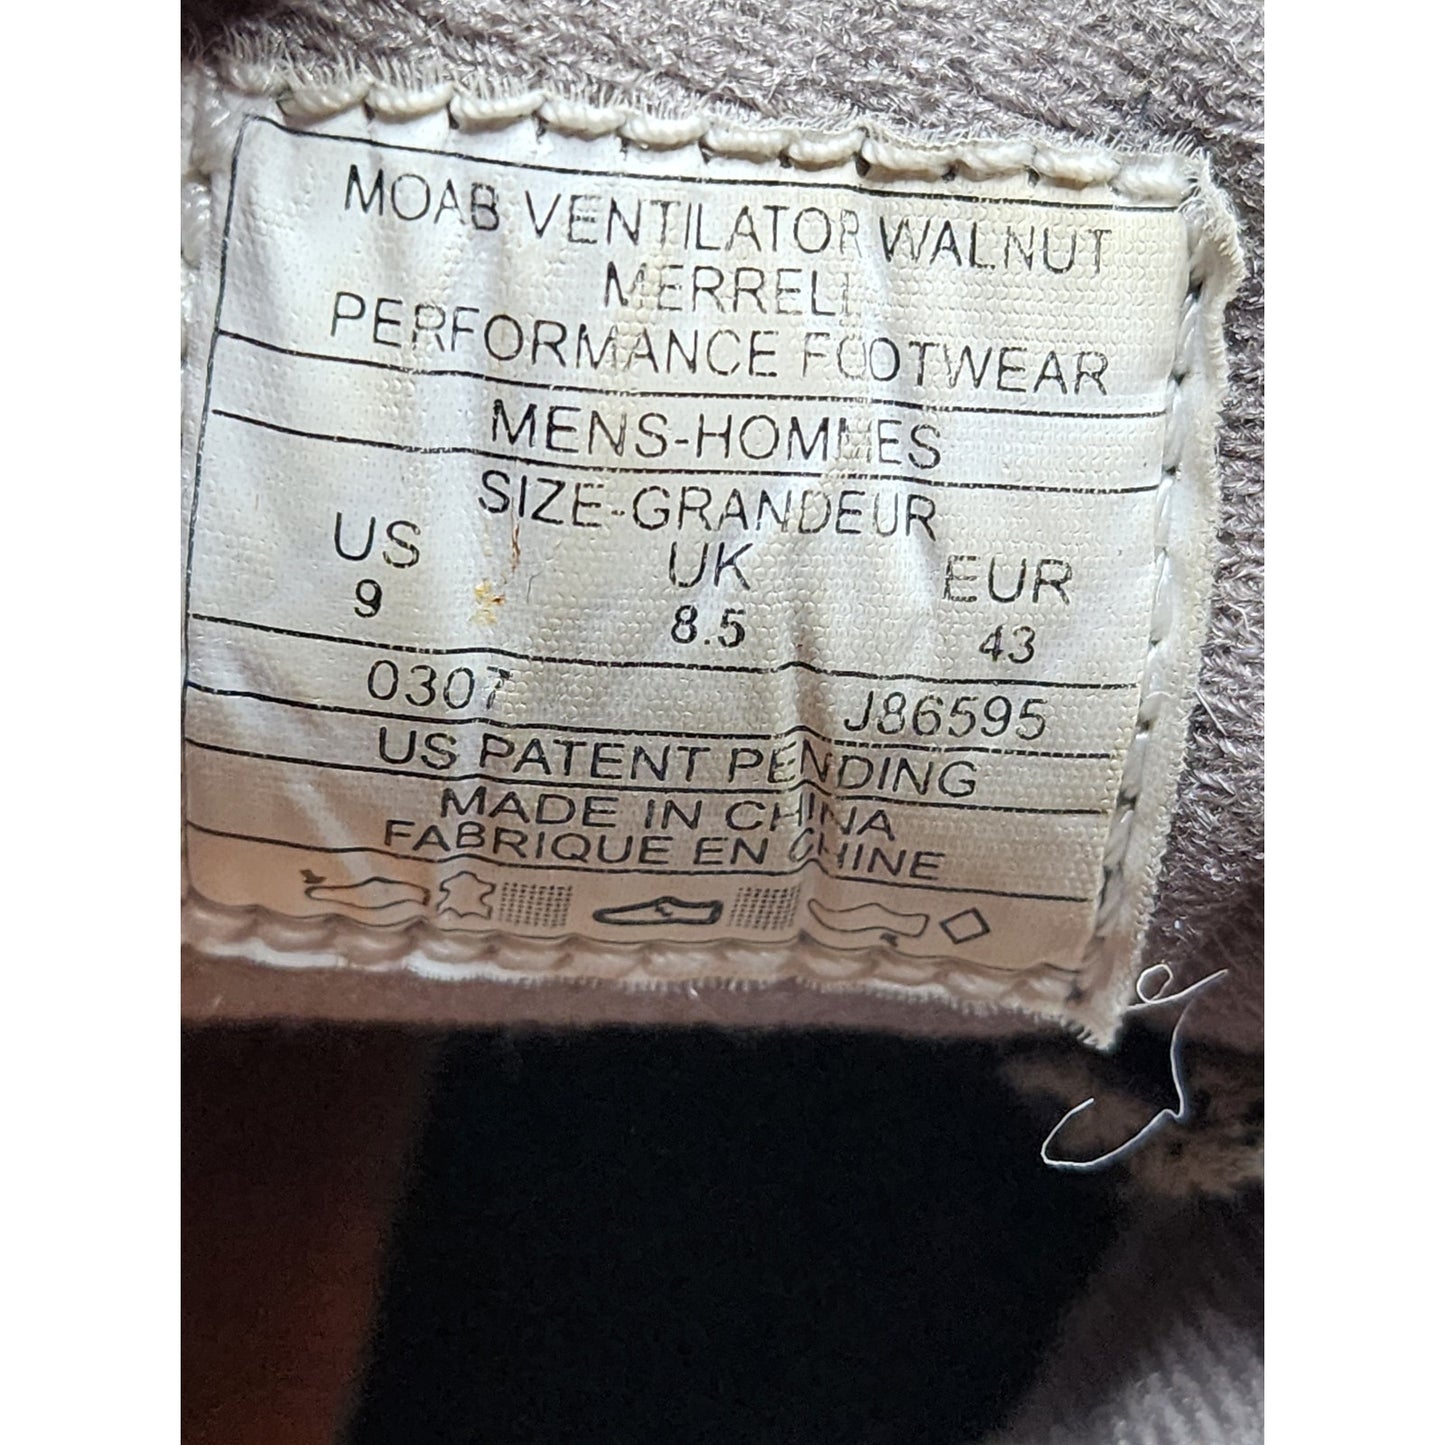 MOAB VENTILATOR WALNUT
MERRELL
PERFORMANCE FOOTWEAR
MENS-HOMMES
SIZE-GRANDEUR
US UK EUR
9 8.5 43
0307 J86595
US PATENT PENDING
MADE IN CHINA
FABRIQUE EN CHINE